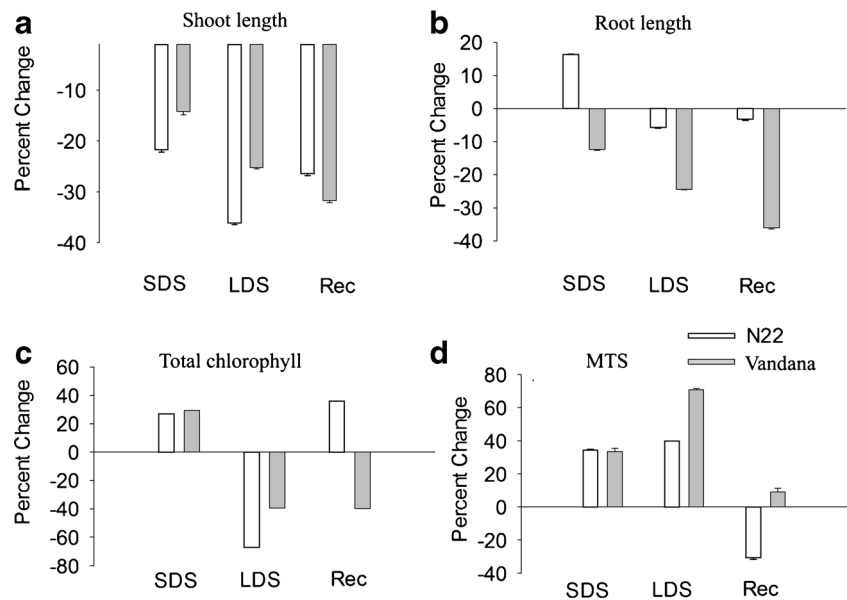 a
Shoot length
Percent Change
-10
-20
-30
-40
SDS LDS Rec
b
Root length
Percent Change
20
10
0
-10
-20
-30
-40
SDS LDS Rec
c
Total chlorophyll
Percent Change
60
40
20
0
-20
-40
-60
-80
SDS LDS Rec
d
MTS
N22
Vandana
Percent Change
80
60
40
20
0
-20
-40
SDS LDS Rec